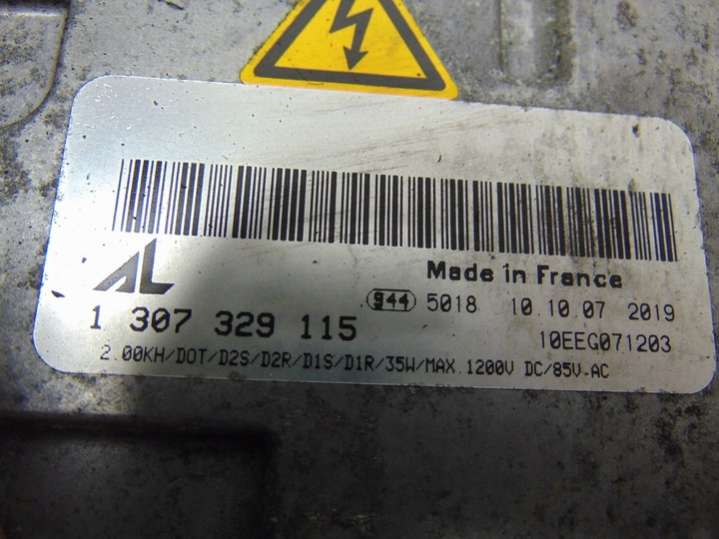 AL
Made in France
944 5018 10.10.07 2019
1 307 329 115
10EEG071203
2.00KH/DOT/D2S/D2R/D1S/D1R/35W/MAX.1200V DC/85V-AC